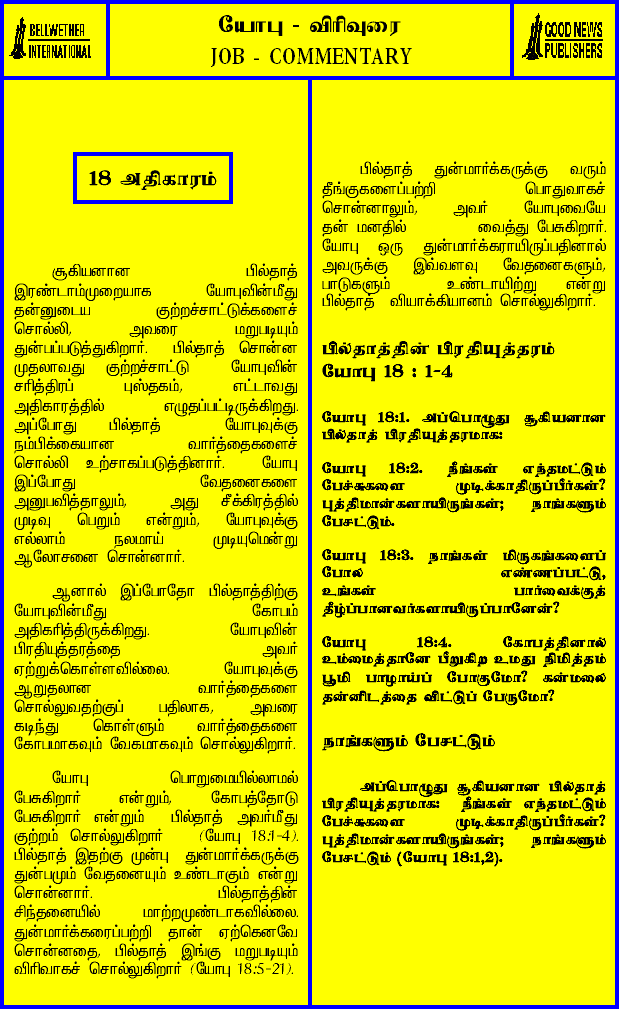 BELLWETHER
INTERNATIONAL
யோபு - விரிவுரை
JOB - COMMENTARY
GOOD NEWS
PUBLISHERS
18 அதிகாரம்
சூகியனான பில்தாத்
இரண்டாம்முறையாக யோபுவின்மீது
தன்னுடைய குற்றச்சாட்டுக்களைச்
சொல்லி, அவரை மறுபடியும்
துன்பப்படுத்துகிறார். பில்தாத் சொன்ன
முதலாவது குற்றச்சாட்டு யோபுவின்
சரித்திரப் புஸ்தகம், எட்டாவது
அதிகாரத்தில் எழுதப்பட்டிருக்கிறது.
அப்போது பில்தாத் யோபுவுக்கு
நம்பிக்கையான வார்த்தைகளைச்
சொல்லி உற்சாகப்படுத்தினார். யோபு
இப்போது வேதனைகளை
அனுபவித்தாலும், அது சீக்கிரத்தில்
முடிவு பெறும் என்றும், யோபுவுக்கு
எல்லாம் நலமாய் முடியுமென்று
ஆலோசனை சொன்னார்.
ஆனால் இப்போதோ பில்தாத்திற்கு
யோபுவின்மீது கோபம்
அதிகரித்திருக்கிறது. யோபுவின்
பிரதியுத்தரத்தை அவர்
ஏற்றுக்கொள்ளவில்லை. யோபுவுக்கு
ஆறுதலான வார்த்தைகளை
சொல்லுவதற்குப் பதிலாக, அவரை
கடிந்து கொள்ளும் வார்த்தைகளை
கோபமாகவும் வேகமாகவும் சொல்லுகிறார்.
யோபு பொறுமையில்லாமல்
பேசுகிறார் என்றும், கோபத்தோடு
பேசுகிறார் என்றும் பில்தாத் அவர்மீது
குற்றம் சொல்லுகிறார் (யோபு 18:1-4).
பில்தாத் இதற்கு முன்பு துன்மார்க்கருக்கு
துன்பமும் வேதனையும் உண்டாகும் என்று
சொன்னார். பில்தாத்தின்
சிந்தனையில் மாற்றமுண்டாகவில்லை.
துன்மார்க்கரைப்பற்றி தான் ஏற்கெனவே
சொன்னதை, பில்தாத் இங்கு மறுபடியும்
விரிவாகச் சொல்லுகிறார் (யோபு 18:5-21).
பில்தாத் துன்மார்க்கருக்கு வரும்
தீங்குகளைப்பற்றி பொதுவாகச்
சொன்னாலும், அவர் யோபுவையே
தன் மனதில் வைத்து பேசுகிறார்.
யோபு ஒரு துன்மார்க்கராயிருப்பதினால்
அவருக்கு இவ்வளவு வேதனைகளும்,
பாடுகளும் உண்டாயிற்று என்று
பில்தாத் வியாக்கியானம் சொல்லுகிறார்.
பில்தாத்தின் பிரதியுத்தரம்
யோபு 18 : 1-4
யோபு 18:1. அப்பொழுது சூகியனான
பில்தாத் பிரதியுத்தரமாக:
யோபு 18:2. நீங்கள் எந்தமட்டும்
பேச்சுகளை முடிக்காதிருப்பீர்கள்?
புத்திமான்களாயிருங்கள்; நாங்களும்
பேசட்டும்.
யோபு 18:3. நாங்கள் மிருகங்களைப்
போல எண்ணப்பட்டு,
உங்கள் பார்வைக்குத்
தீழ்ப்பானவர்களாயிருப்பானேன்?
யோபு 18:4. கோபத்தினால்
உம்மைத்தானே பீறுகிற உமது நிமித்தம்
பூமி பாழாய்ப் போகுமோ? கன்மலை
தன்னிடத்தை விட்டுப் பேருமோ?
நாங்களும் பேசட்டும்
அப்பொழுது சூகியனான பில்தாத்
பிரதியுத்தரமாக: நீங்கள் எந்தமட்டும்
பேச்சுகளை முடிக்காதிருப்பீர்கள்?
புத்திமான்களாயிருங்கள்; நாங்களும்
பேசட்டும் (யோபு 18:1,2).